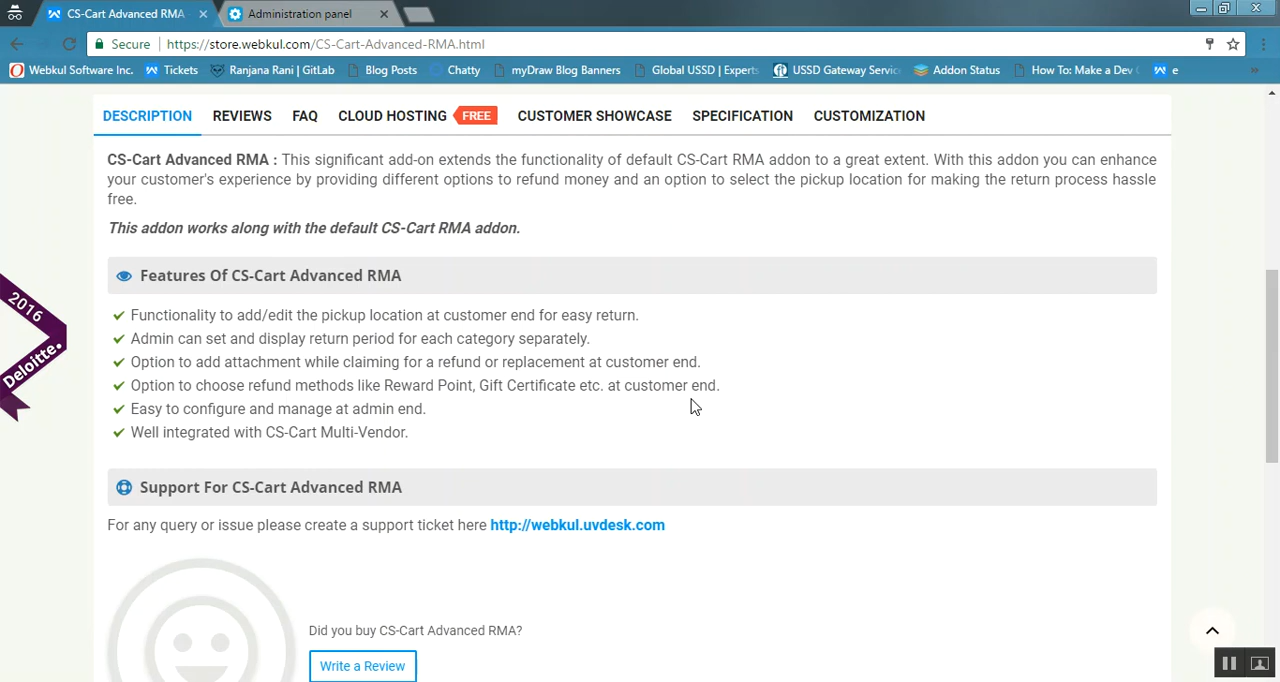 CS-Cart Advanced RMA
Administration panel
Secure
https://store.webkul.com/CS-Cart-Advanced-RMA.html
Webkul Software Inc.
Tickets
Ranjana Rani | GitLab
Blog Posts
Chatty
myDraw Blog Banners
Global USSD | Experts
USSD Gateway Servic
Addon Status
How To: Make a Dev
e
DESCRIPTION
REVIEWS
FAQ
CLOUD HOSTING
FREE
CUSTOMER SHOWCASE
SPECIFICATION
CUSTOMIZATION
CS-Cart Advanced RMA : This significant add-on extends the functionality of default CS-Cart RMA addon to a great extent. With this addon you can enhance
your customer's experience by providing different options to refund money and an option to select the pickup location for making the return process hassle
free.
This addon works along with the default CS-Cart RMA addon.
Features Of CS-Cart Advanced RMA
Functionality to add/edit the pickup location at customer end for easy return.
Admin can set and display return period for each category separately.
Option to add attachment while claiming for a refund or replacement at customer end.
Option to choose refund methods like Reward Point, Gift Certificate etc. at customer end.
Easy to configure and manage at admin end.
Well integrated with CS-Cart Multi-Vendor.
2016
Deloitte.
Support For CS-Cart Advanced RMA
For any query or issue please create a support ticket here http://webkul.uvdesk.com
Did you buy CS-Cart Advanced RMA?
Write a Review